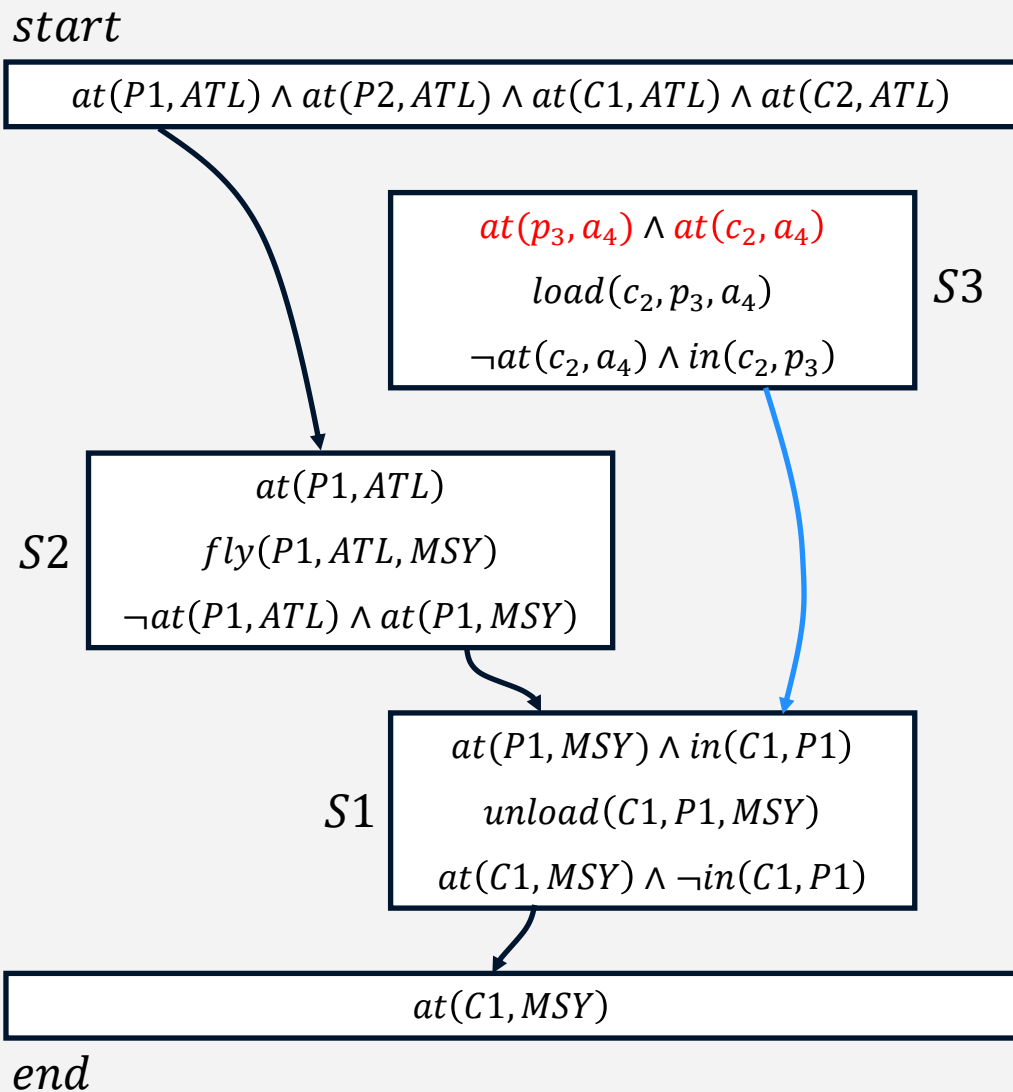 start
at(P1, ATL) ∧ at(P2, ATL) ∧ at(C1, ATL) ∧ at(C2, ATL)
at(p₃, a₄) ∧ at(c₂, a₄)
load(c₂, p₃, a₄)
¬at(c₂, a₄) ∧ in(c₂, p₃)
S3
at(P1, ATL)
fly(P1, ATL, MSY)
¬at(P1, ATL) ∧ at(P1, MSY)
S2
at(P1, MSY) ∧ in(C1, P1)
unload(C1, P1, MSY)
at(C1, MSY) ∧ ¬in(C1, P1)
S1
at(C1, MSY)
end